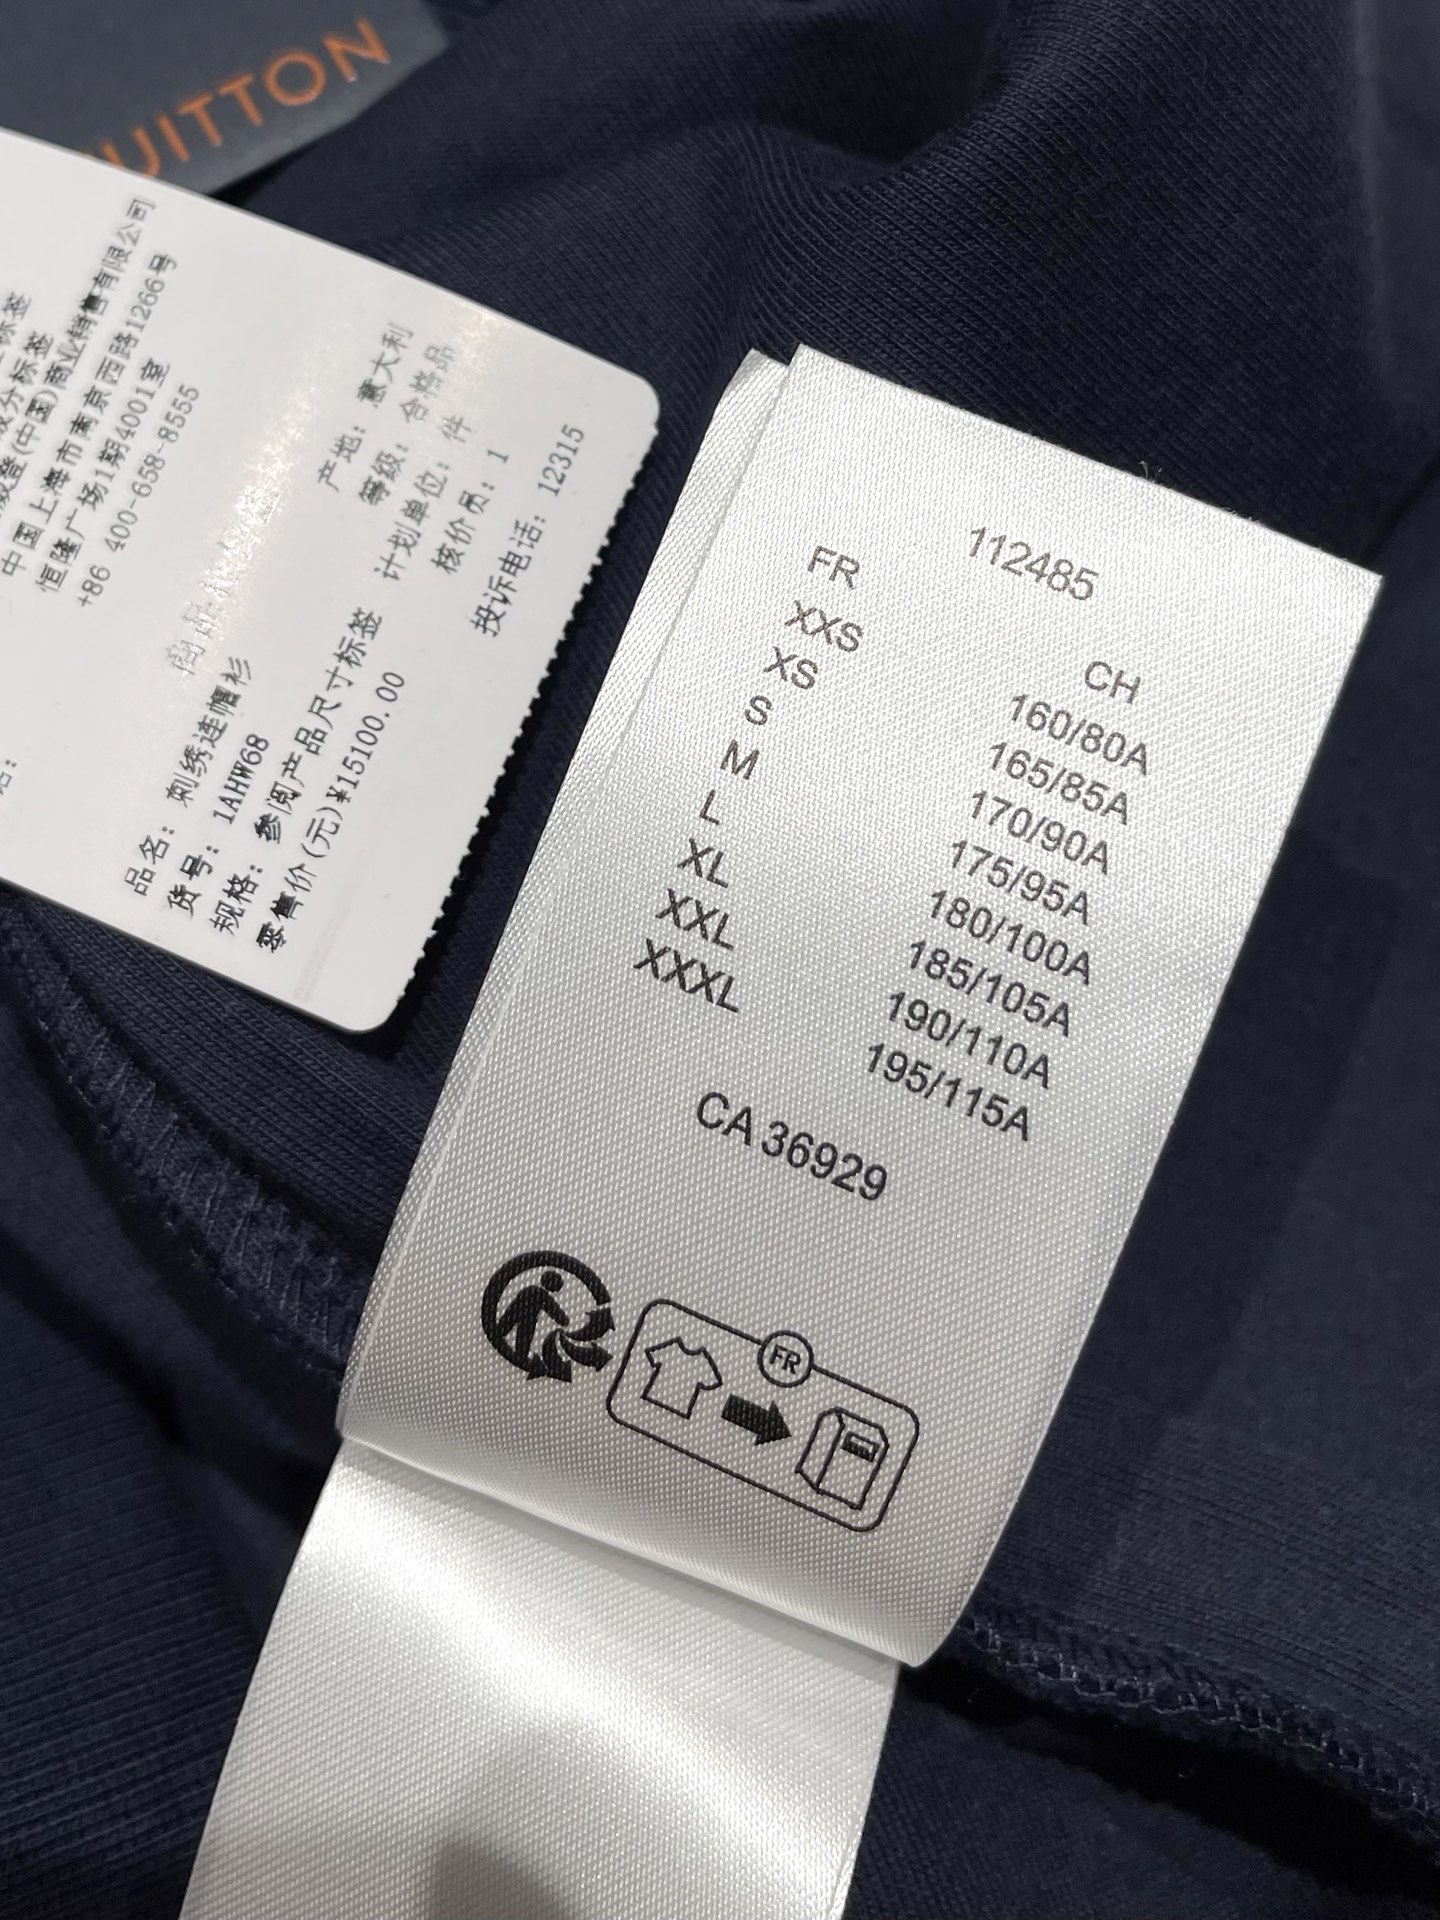 UITTON
标签
成分标签
威登(中国)商业销售有限公司
中国上海市南京西路1266号
恒隆广场1期4001室
+86 400-658-8555
品名: 刺绣连帽衫
货号: 1AHW68
规格: 参阅产品尺寸标签
零售价(元)¥15100.00
产地: 意大利
等级: 合格品
计划单位: 件
核价员: 1
投诉电话: 12315
112485
FR CH
XXS 160/80A
XS 165/85A
S 170/90A
M 175/95A
L 180/100A
XL 185/105A
XXL 190/110A
XXXL 195/115A
CA 36929
FR